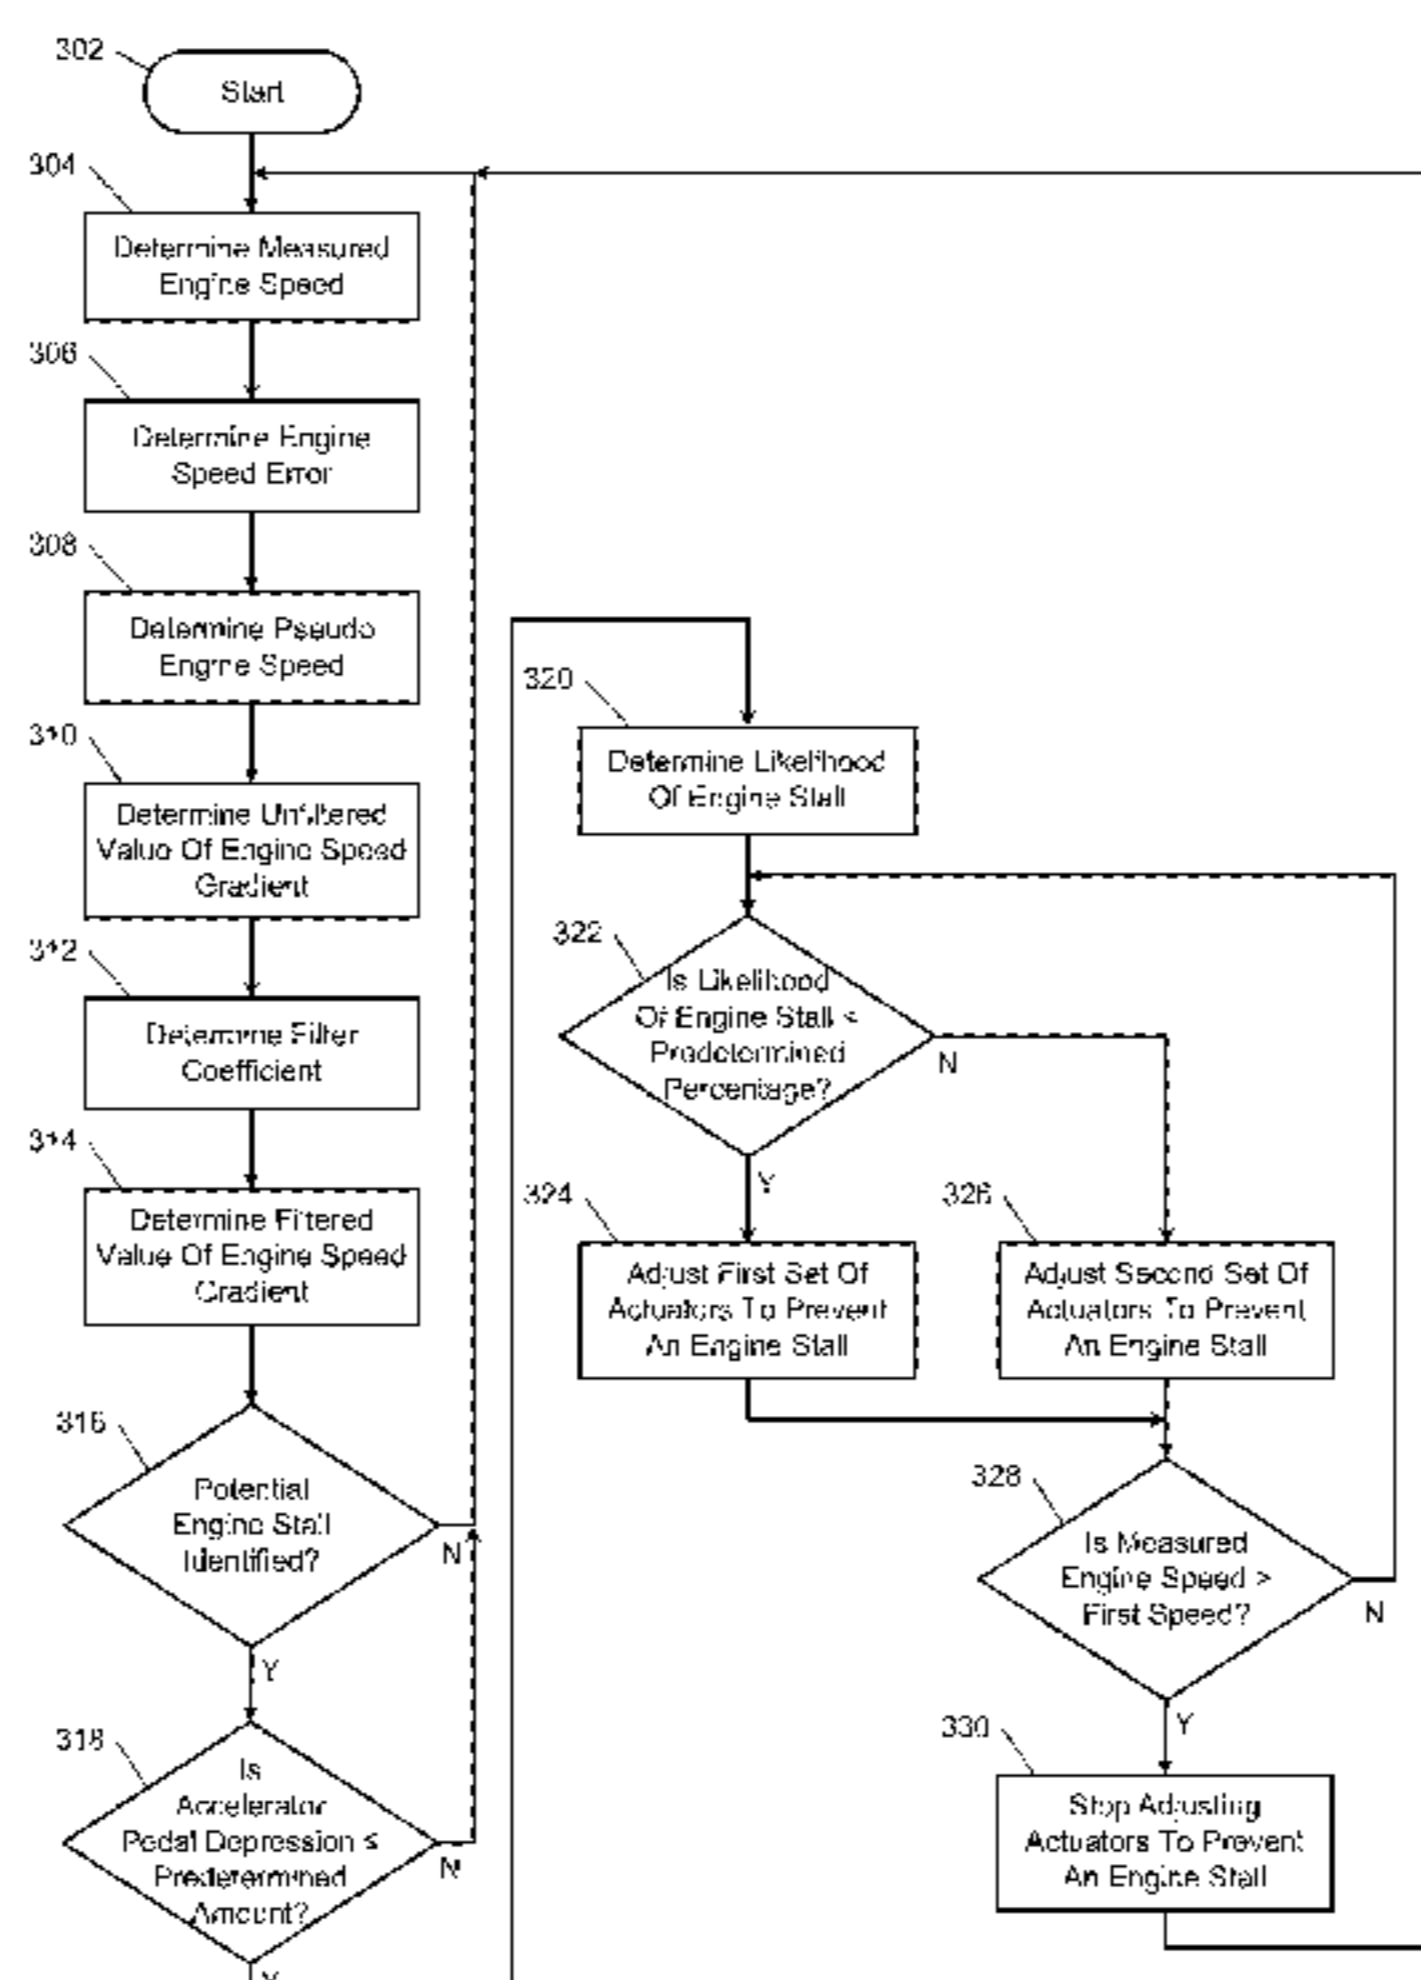 302
Start
304
Determine Measured
Engine Speed
306
Determine Engine
Speed Error
308
Determine Pseudo
Engine Speed
310
Determine Unfiltered
Value Of Engine Speed
Gradient
312
Determine Filter
Coefficient
314
Determine Filtered
Value Of Engine Speed
Gradient
316
Potential
Engine Stall
Identified?
N
Y
318
Is
Accelerator
Pedal Depression ≤
Predetermined
Amount?
N
Y
320
Determine Likelihood
Of Engine Stall
322
Is Likelihood
Of Engine Stall <
Predetermined
Percentage?
N
Y
324
Adjust First Set Of
Actuators To Prevent
An Engine Stall
326
Adjust Second Set Of
Actuators To Prevent
An Engine Stall
328
Is Measured
Engine Speed >
First Speed?
N
Y
330
Stop Adjusting
Actuators To Prevent
An Engine Stall